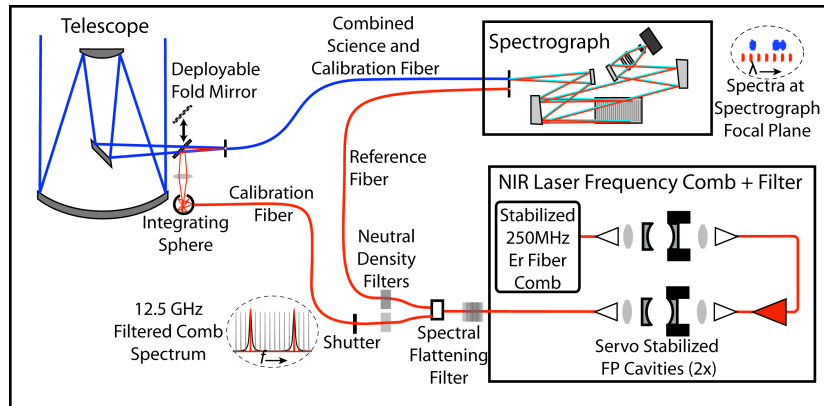 Telescope
Deployable
Fold Mirror
Combined
Science and
Calibration Fiber
Spectrograph
λ
Spectra at
Spectrograph
Focal Plane
Integrating
Sphere
Calibration
Fiber
Reference
Fiber
Neutral
Density
Filters
12.5 GHz
Filtered Comb
Spectrum
f
Shutter
Spectral
Flattening
Filter
NIR Laser Frequency Comb + Filter
Stabilized
250MHz
Er Fiber
Comb
Servo Stabilized
FP Cavities (2x)